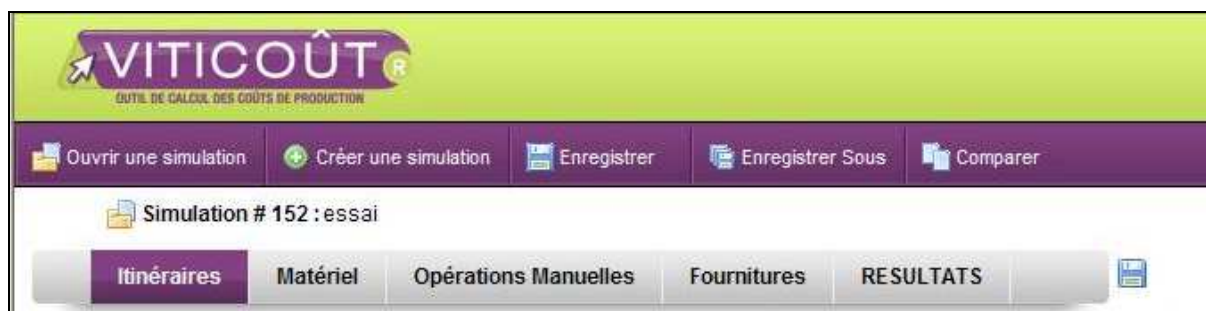 VITICOÛT®
OUTIL DE CALCUL DES COÛTS DE PRODUCTION
Ouvrir une simulation Créer une simulation Enregistrer Enregistrer Sous Comparer
Simulation # 152 : essai
Itinéraires Matériel Opérations Manuelles Fournitures RESULTATS